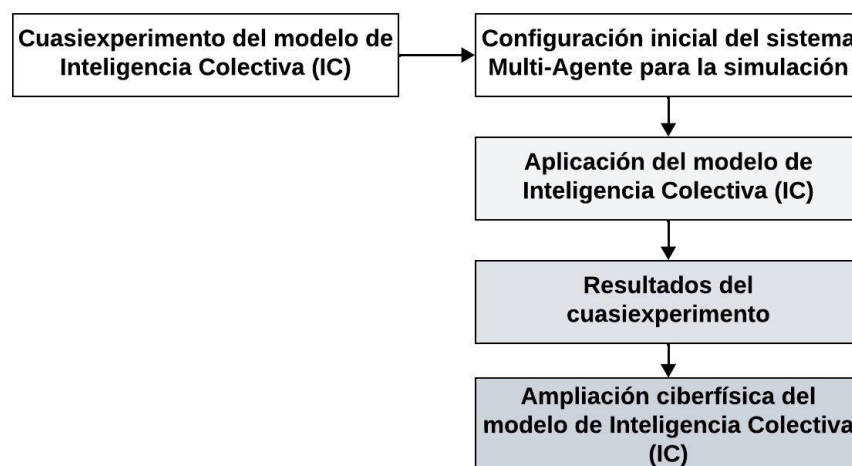 Cuasiexperimento del modelo de
Inteligencia Colectiva (IC)
Configuración inicial del sistema
Multi-Agente para la simulación
Aplicación del modelo de
Inteligencia Colectiva (IC)
Resultados del
cuasiexperimento
Ampliación ciberfísica del
modelo de Inteligencia Colectiva
(IC)